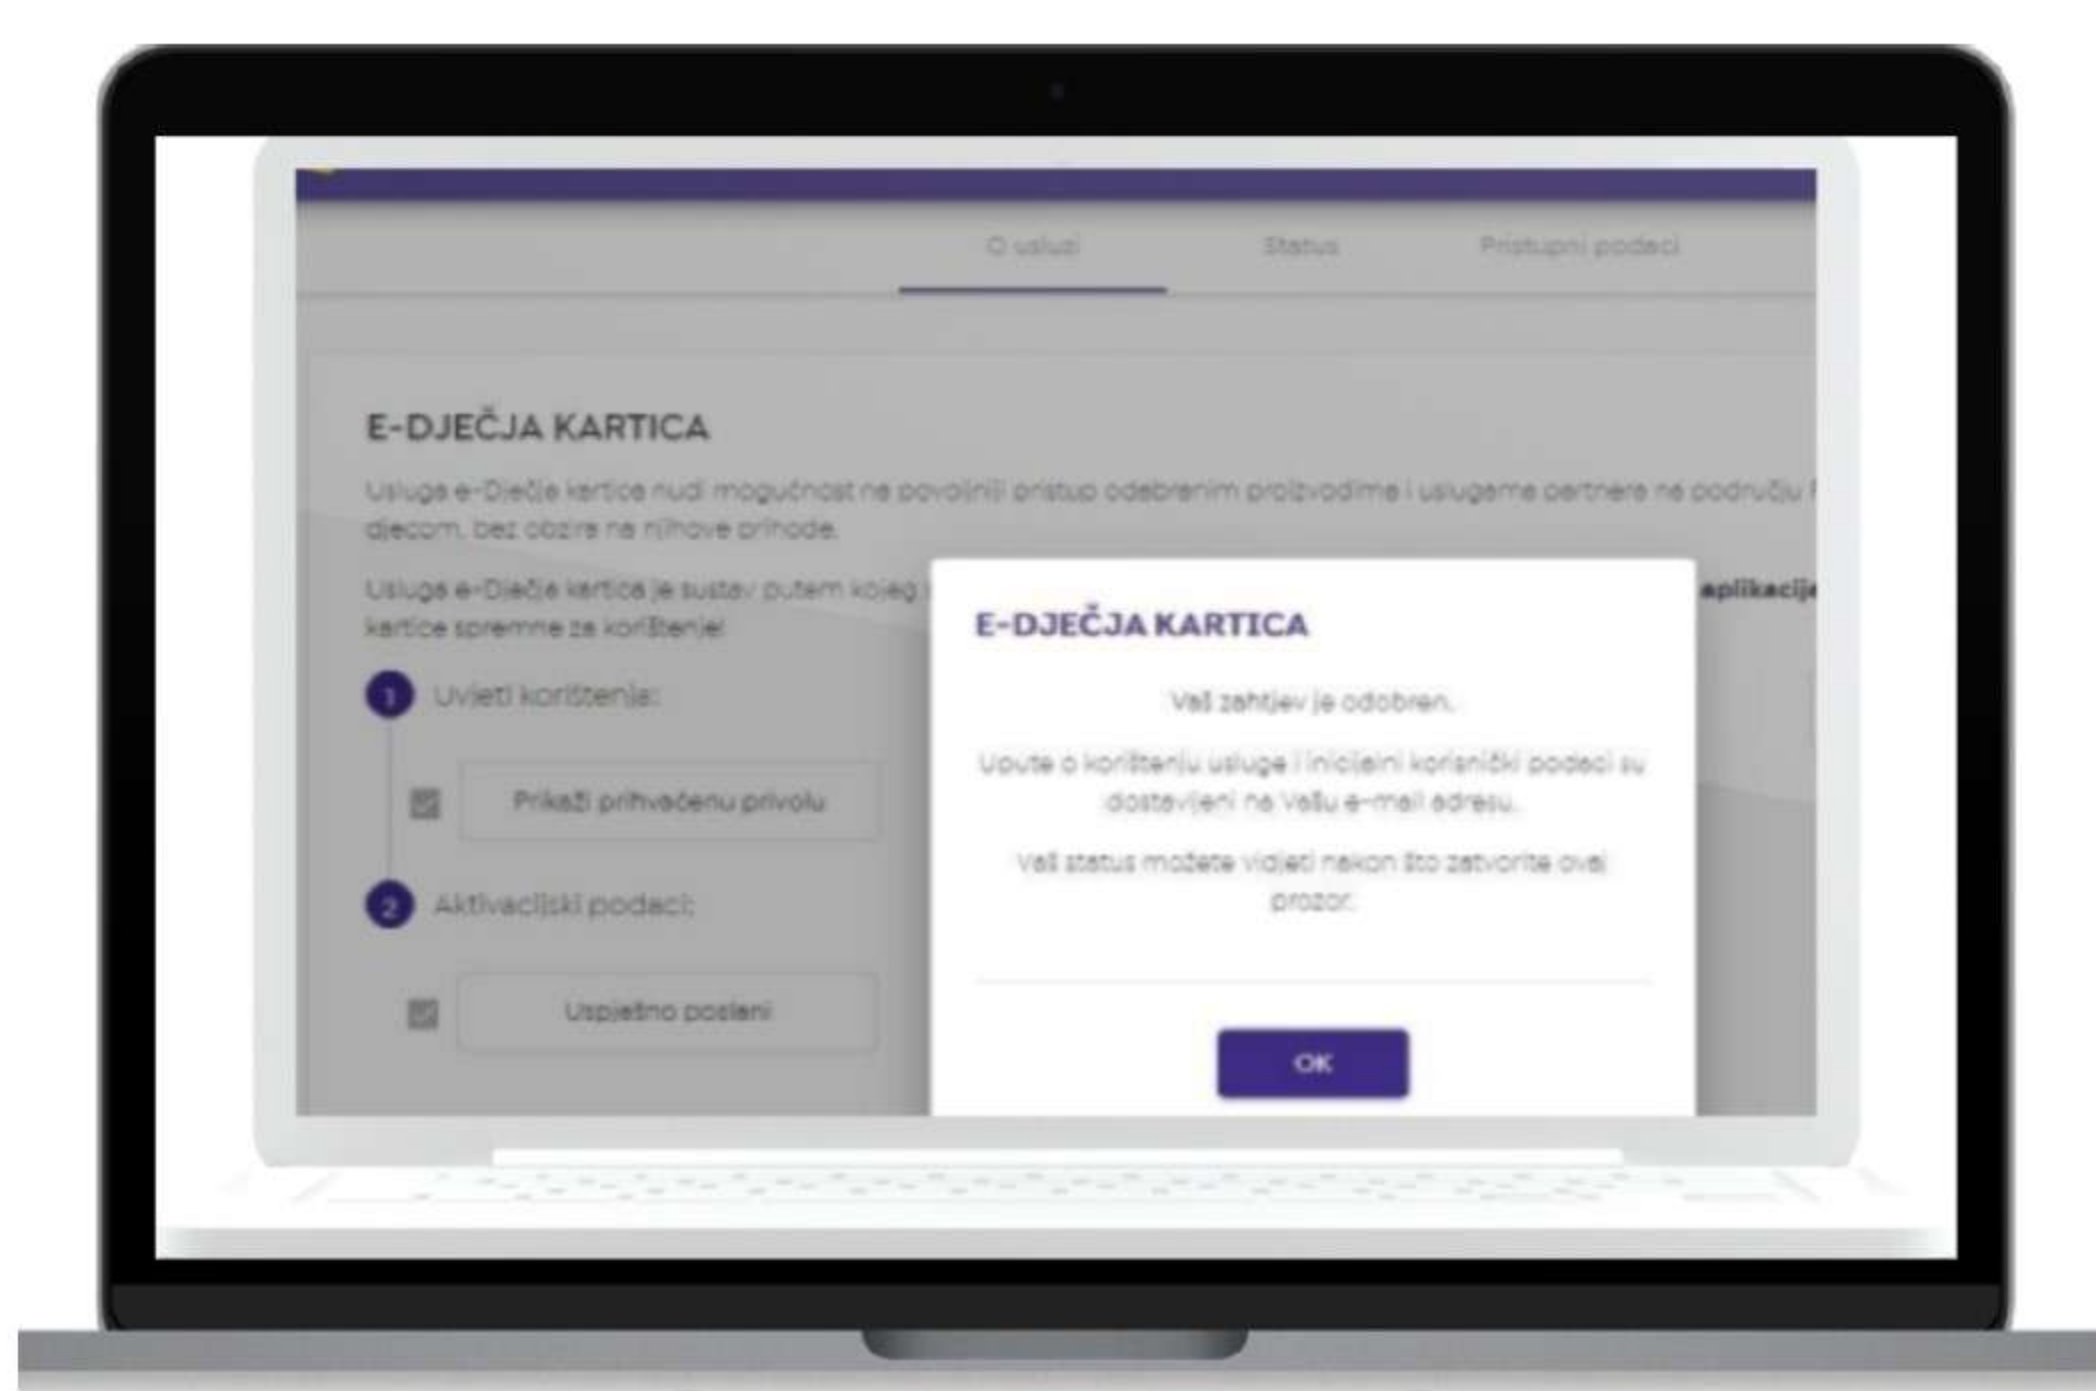 O usluzi Status Pristupni podaci
E-DJEČJA KARTICA
Usluga e-Dječje kartice nudi mogućnost na povoljniji pristup odabranim proizvodima i uslugama partnera na području
djecom, bez obzira na njihove prihode.
Usluga e-Dječja kartica je sustav putem kojeg
aplikacije
kartice spremne za korištenje!
1 Uvjeti korištenja:
Prikaži prihvaćenu privolu
2 Aktivacijski podaci:
Uspješno poslani
E-DJEČJA KARTICA
Vaš zahtjev je odobren.
Upute o korištenju usluge i inicijalni korisnički podaci su
dostavljeni na Vašu e-mail adresu.
Vaš status možete vidjeti nakon što zatvorite ovaj
prozor.
OK